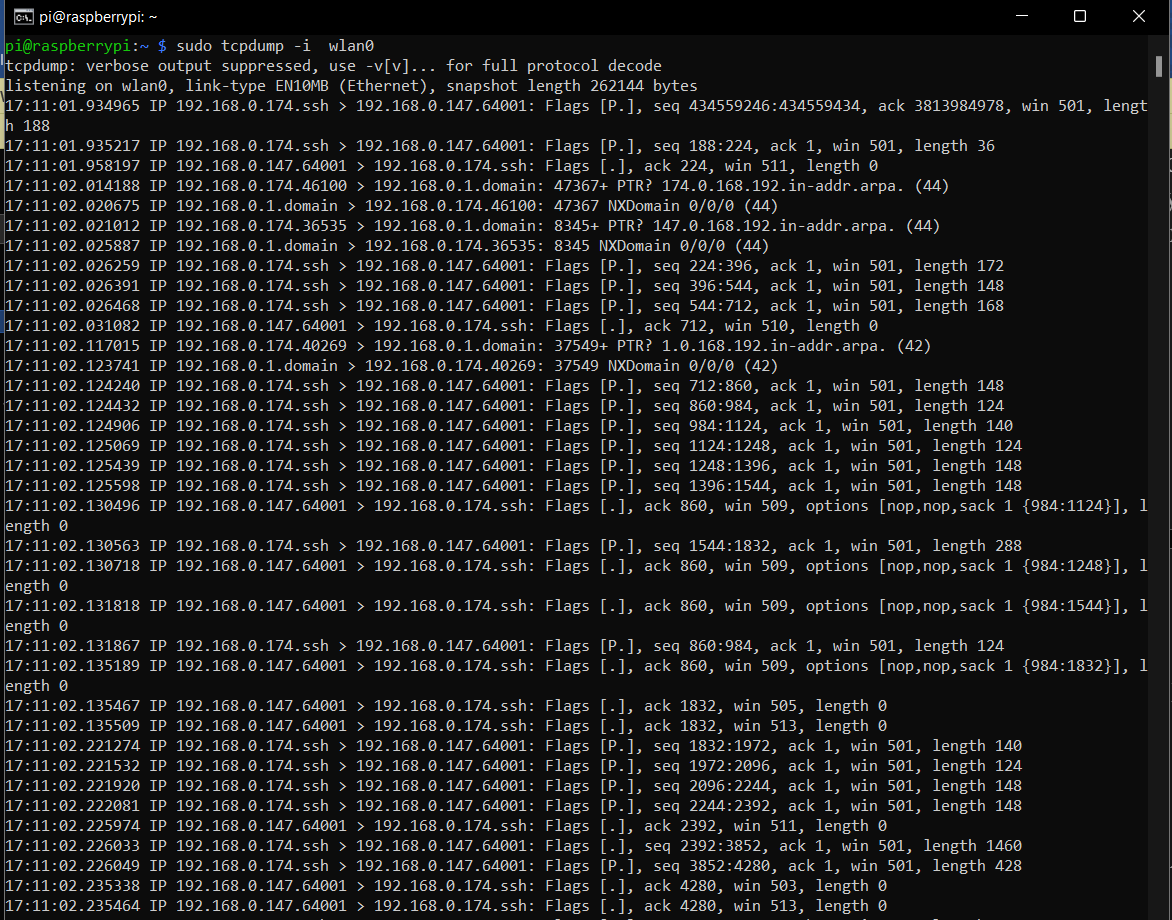 pi@raspberrypi: ~
pi@raspberrypi:~ $ sudo tcpdump -i  wlan0
tcpdump: verbose output suppressed, use -v[v]... for full protocol decode
listening on wlan0, link-type EN10MB (Ethernet), snapshot length 262144 bytes
17:11:01.934965 IP 192.168.0.174.ssh > 192.168.0.147.64001: Flags [P.], seq 434559246:434559434, ack 3813984978, win 501, lengt
h 188
17:11:01.935217 IP 192.168.0.174.ssh > 192.168.0.147.64001: Flags [P.], seq 188:224, ack 1, win 501, length 36
17:11:01.958197 IP 192.168.0.147.64001 > 192.168.0.174.ssh: Flags [.], ack 224, win 511, length 0
17:11:02.014188 IP 192.168.0.174.46100 > 192.168.0.1.domain: 47367+ PTR? 174.0.168.192.in-addr.arpa. (44)
17:11:02.020675 IP 192.168.0.1.domain > 192.168.0.174.46100: 47367 NXDomain 0/0/0 (44)
17:11:02.021012 IP 192.168.0.174.36535 > 192.168.0.1.domain: 8345+ PTR? 147.0.168.192.in-addr.arpa. (44)
17:11:02.025887 IP 192.168.0.1.domain > 192.168.0.174.36535: 8345 NXDomain 0/0/0 (44)
17:11:02.026259 IP 192.168.0.174.ssh > 192.168.0.147.64001: Flags [P.], seq 224:396, ack 1, win 501, length 172
17:11:02.026391 IP 192.168.0.174.ssh > 192.168.0.147.64001: Flags [P.], seq 396:544, ack 1, win 501, length 148
17:11:02.026468 IP 192.168.0.174.ssh > 192.168.0.147.64001: Flags [P.], seq 544:712, ack 1, win 501, length 168
17:11:02.031082 IP 192.168.0.147.64001 > 192.168.0.174.ssh: Flags [.], ack 712, win 510, length 0
17:11:02.117015 IP 192.168.0.174.40269 > 192.168.0.1.domain: 37549+ PTR? 1.0.168.192.in-addr.arpa. (42)
17:11:02.123741 IP 192.168.0.1.domain > 192.168.0.174.40269: 37549 NXDomain 0/0/0 (42)
17:11:02.124240 IP 192.168.0.174.ssh > 192.168.0.147.64001: Flags [P.], seq 712:860, ack 1, win 501, length 148
17:11:02.124432 IP 192.168.0.174.ssh > 192.168.0.147.64001: Flags [P.], seq 860:984, ack 1, win 501, length 124
17:11:02.124906 IP 192.168.0.174.ssh > 192.168.0.147.64001: Flags [P.], seq 984:1124, ack 1, win 501, length 140
17:11:02.125069 IP 192.168.0.174.ssh > 192.168.0.147.64001: Flags [P.], seq 1124:1248, ack 1, win 501, length 124
17:11:02.125439 IP 192.168.0.174.ssh > 192.168.0.147.64001: Flags [P.], seq 1248:1396, ack 1, win 501, length 148
17:11:02.125598 IP 192.168.0.174.ssh > 192.168.0.147.64001: Flags [P.], seq 1396:1544, ack 1, win 501, length 148
17:11:02.130496 IP 192.168.0.147.64001 > 192.168.0.174.ssh: Flags [.], ack 860, win 509, options [nop,nop,sack 1 {984:1124}], l
ength 0
17:11:02.130563 IP 192.168.0.174.ssh > 192.168.0.147.64001: Flags [P.], seq 1544:1832, ack 1, win 501, length 288
17:11:02.130718 IP 192.168.0.147.64001 > 192.168.0.174.ssh: Flags [.], ack 860, win 509, options [nop,nop,sack 1 {984:1248}], l
ength 0
17:11:02.131818 IP 192.168.0.147.64001 > 192.168.0.174.ssh: Flags [.], ack 860, win 509, options [nop,nop,sack 1 {984:1544}], l
ength 0
17:11:02.131867 IP 192.168.0.174.ssh > 192.168.0.147.64001: Flags [P.], seq 860:984, ack 1, win 501, length 124
17:11:02.135189 IP 192.168.0.147.64001 > 192.168.0.174.ssh: Flags [.], ack 860, win 509, options [nop,nop,sack 1 {984:1832}], l
ength 0
17:11:02.135467 IP 192.168.0.147.64001 > 192.168.0.174.ssh: Flags [.], ack 1832, win 505, length 0
17:11:02.135509 IP 192.168.0.147.64001 > 192.168.0.174.ssh: Flags [.], ack 1832, win 513, length 0
17:11:02.221274 IP 192.168.0.174.ssh > 192.168.0.147.64001: Flags [P.], seq 1832:1972, ack 1, win 501, length 140
17:11:02.221532 IP 192.168.0.174.ssh > 192.168.0.147.64001: Flags [P.], seq 1972:2096, ack 1, win 501, length 124
17:11:02.221920 IP 192.168.0.174.ssh > 192.168.0.147.64001: Flags [P.], seq 2096:2244, ack 1, win 501, length 148
17:11:02.222081 IP 192.168.0.174.ssh > 192.168.0.147.64001: Flags [P.], seq 2244:2392, ack 1, win 501, length 148
17:11:02.225974 IP 192.168.0.147.64001 > 192.168.0.174.ssh: Flags [.], ack 2392, win 511, length 0
17:11:02.226033 IP 192.168.0.174.ssh > 192.168.0.147.64001: Flags [.], seq 2392:3852, ack 1, win 501, length 1460
17:11:02.226049 IP 192.168.0.174.ssh > 192.168.0.147.64001: Flags [P.], seq 3852:4280, ack 1, win 501, length 428
17:11:02.235338 IP 192.168.0.147.64001 > 192.168.0.174.ssh: Flags [.], ack 4280, win 503, length 0
17:11:02.235464 IP 192.168.0.147.64001 > 192.168.0.174.ssh: Flags [.], ack 4280, win 513, length 0